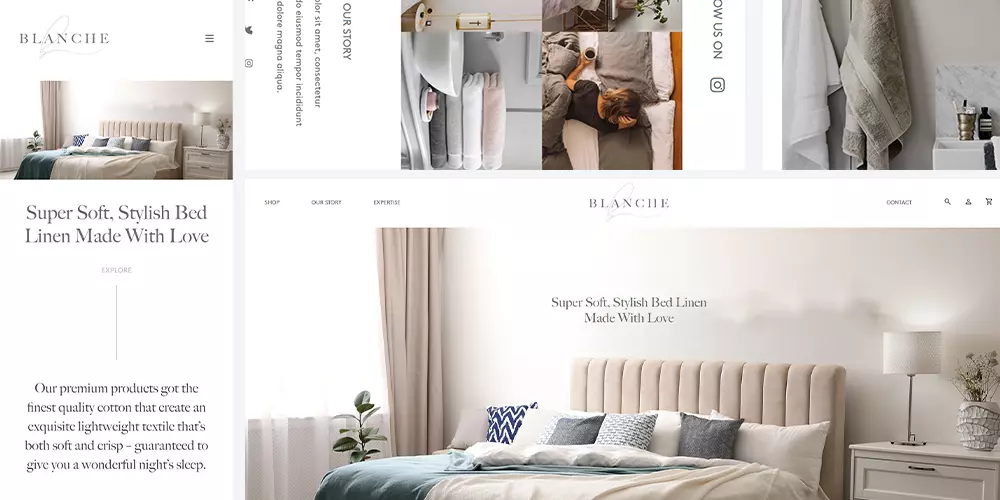 BLANCHE
Super Soft, Stylish Bed
Linen Made With Love
EXPLORE
Our premium products got the
finest quality cotton that create an
exquisite lightweight textile that's
both soft and crisp – guaranteed to
give you a wonderful night's sleep.
OUR STORY
olor sit amet, consectetur
do eiusmod tempor incididunt
dolore magna aliqua.
OW US ON
SHOP
OUR STORY
EXPERTISE
BLANCHE
CONTACT
Super Soft, Stylish Bed Linen
Made With Love